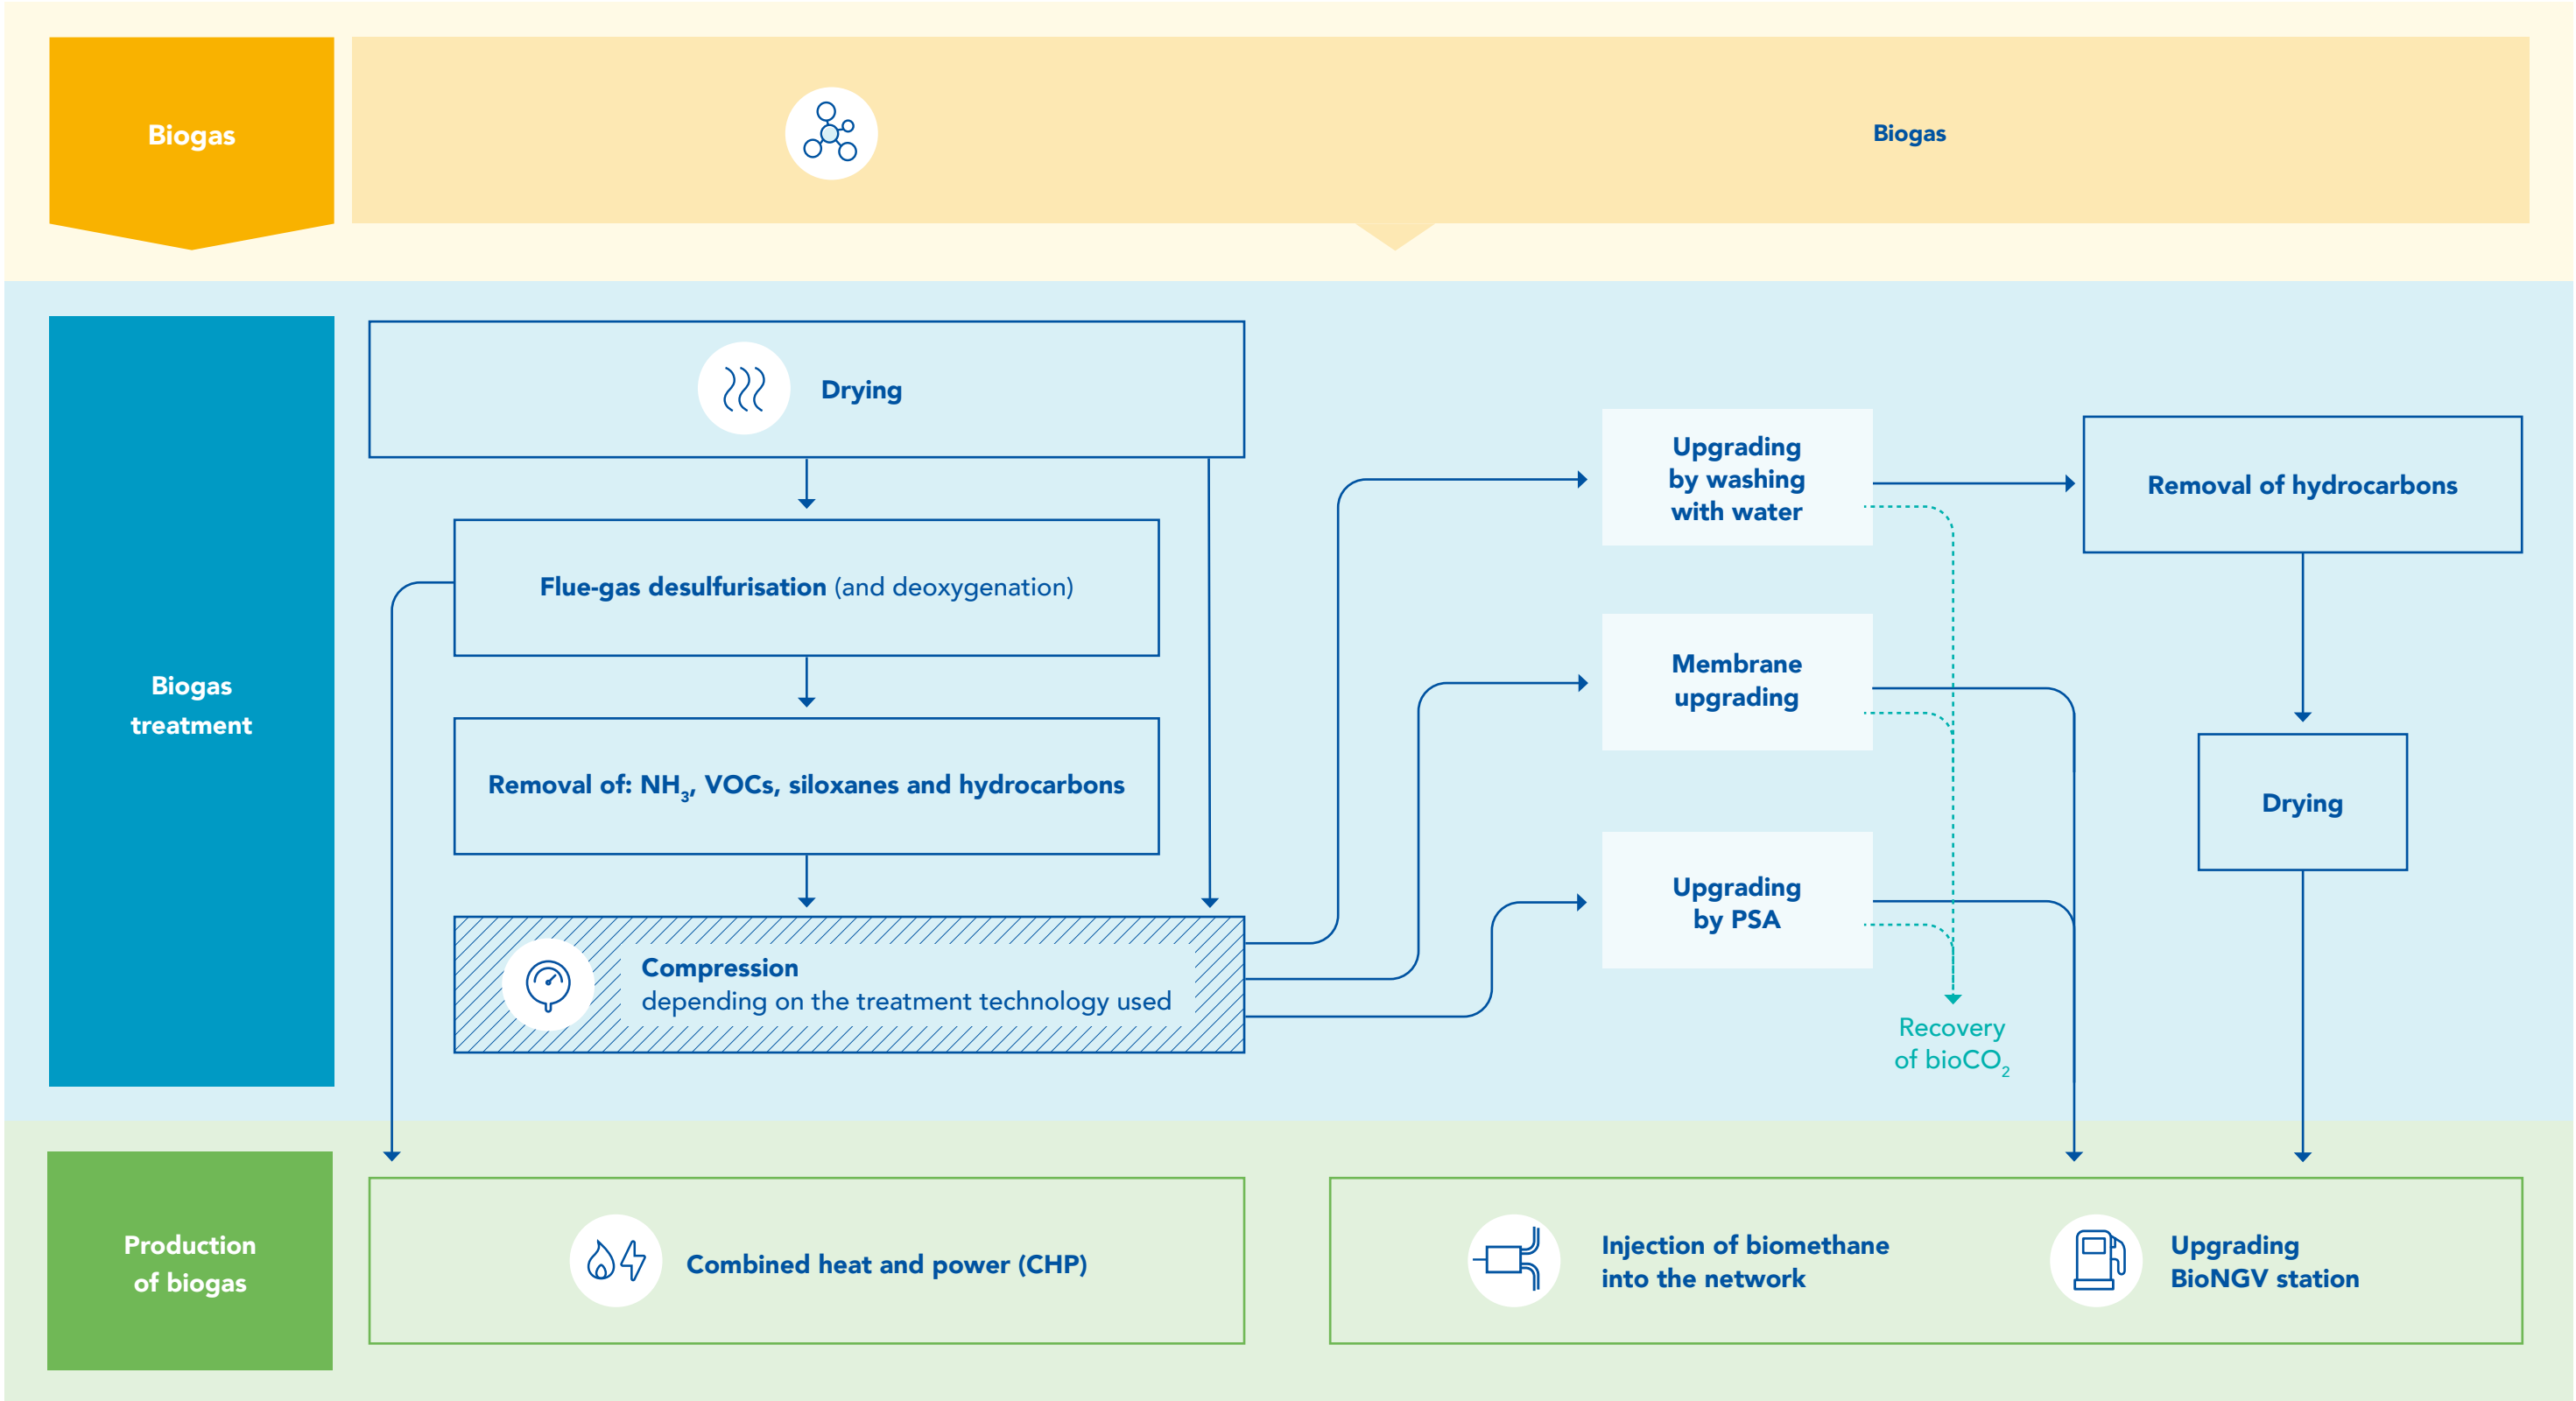 Biogas
Biogas
Biogas
treatment
Drying
Flue-gas desulfurisation (and deoxygenation)
Removal of: NH₃, VOCs, siloxanes and hydrocarbons
Compression
depending on the treatment technology used
Upgrading
by washing
with water
Membrane
upgrading
Upgrading
by PSA
Recovery
of bioCO₂
Removal of hydrocarbons
Drying
Production
of biogas
Combined heat and power (CHP)
Injection of biomethane
into the network
Upgrading
BioNGV station